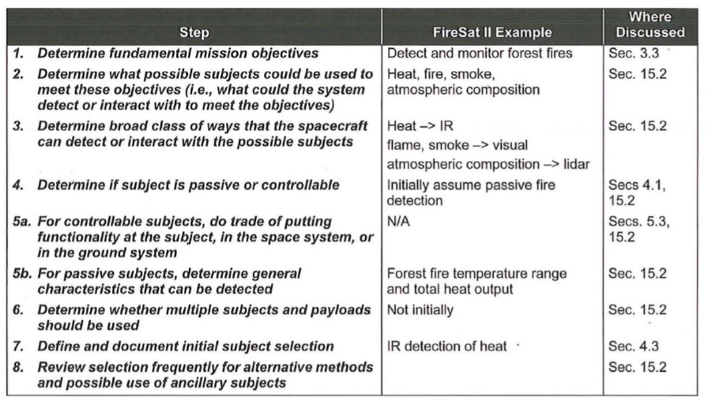 Step FireSat II Example Where Discussed
1. Determine fundamental mission objectives Detect and monitor forest fires Sec. 3.3
2. Determine what possible subjects could be used to Heat, fire, smoke, Sec. 15.2
meet these objectives (i.e., what could the system atmospheric composition
detect or interact with to meet the objectives)
3. Determine broad class of ways that the spacecraft Heat –> IR Sec. 15.2
can detect or interact with the possible subjects flame, smoke –> visual
atmospheric composition –> lidar
4. Determine if subject is passive or controllable Initially assume passive fire Secs 4.1,
detection 15.2
5a. For controllable subjects, do trade of putting N/A Secs. 5.3,
functionality at the subject, in the space system, or 15.2
in the ground system
5b. For passive subjects, determine general Forest fire temperature range Sec. 15.2
characteristics that can be detected and total heat output
6. Determine whether multiple subjects and payloads Not initially Sec. 15.2
should be used
7. Define and document initial subject selection IR detection of heat Sec. 4.3
8. Review selection frequently for alternative methods Sec. 15.2
and possible use of ancillary subjects